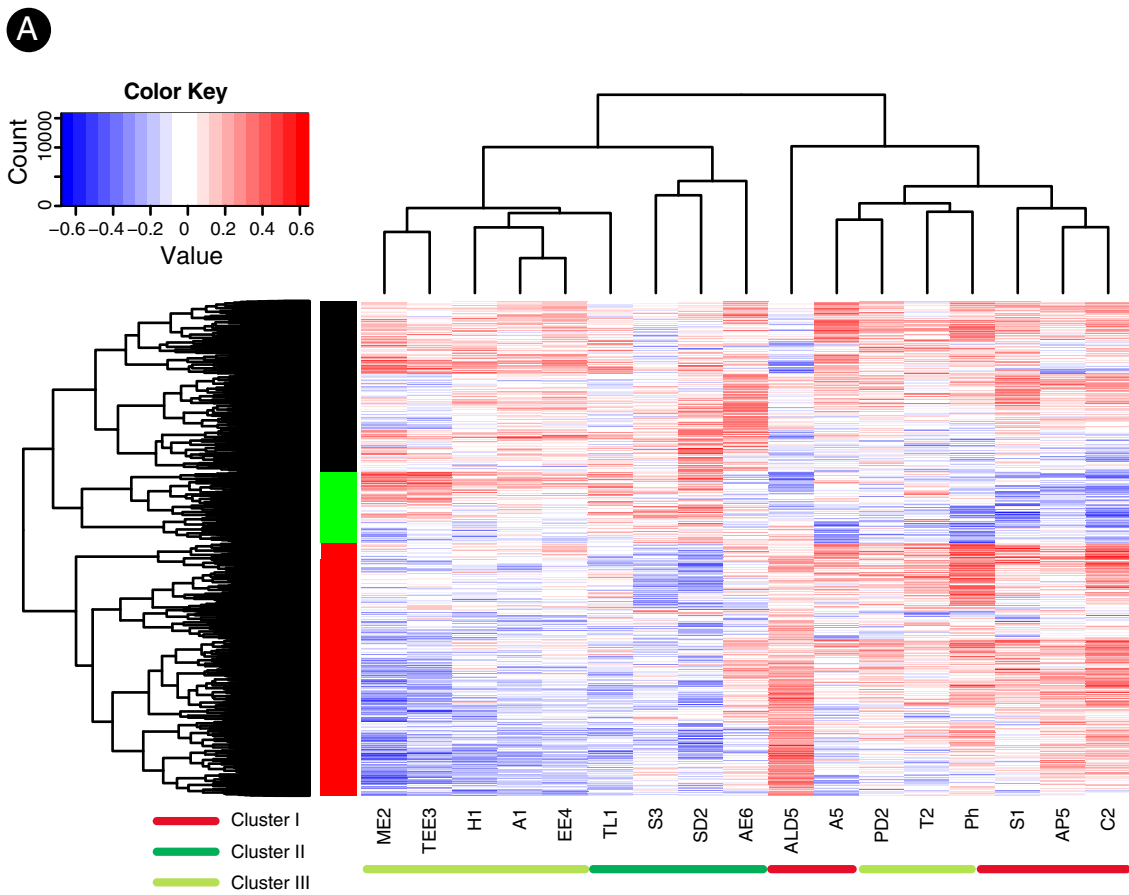 A
Color Key
Count
10000
0
−0.6 −0.4 −0.2 0 0.2 0.4 0.6
Value
ME2 TEE3 H1 A1 EE4 TL1 S3 SD2 AE6 ALD5 A5 PD2 T2 Ph S1 AP5 C2
Cluster I
Cluster II
Cluster III